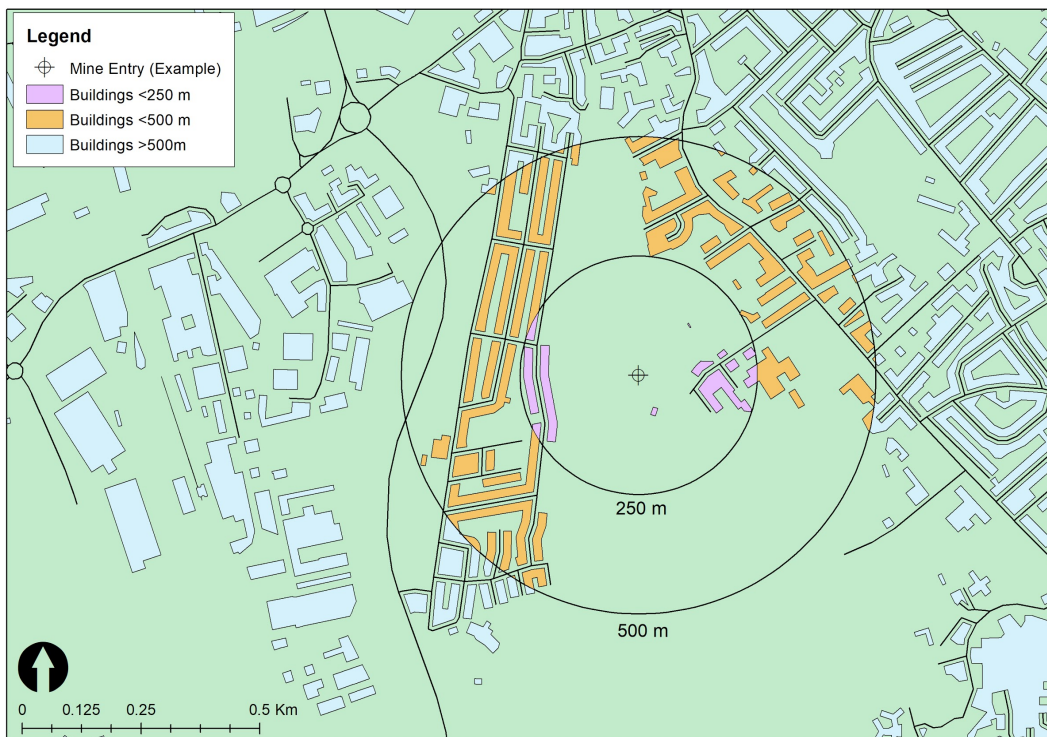 Legend
Mine Entry (Example)
Buildings <250 m
Buildings <500 m
Buildings >500m
250 m
500 m
0 0.125 0.25 0.5 Km